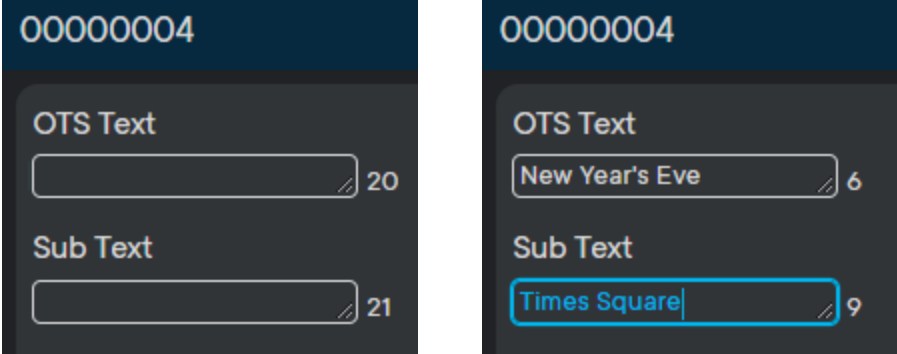 00000004
OTS Text
20
Sub Text
21
00000004
OTS Text
New Year's Eve 6
Sub Text
Times Square 9